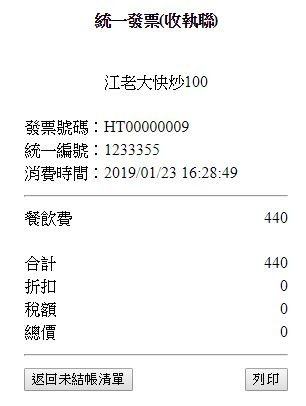 統一發票(收執聯)
江老大快炒100
發票號碼：HT00000009
統一編號：1233355
消費時間：2019/01/23 16:28:49
餐飲費 440
合計 440
折扣 0
稅額 0
總價 0
返回未結帳清單 列印